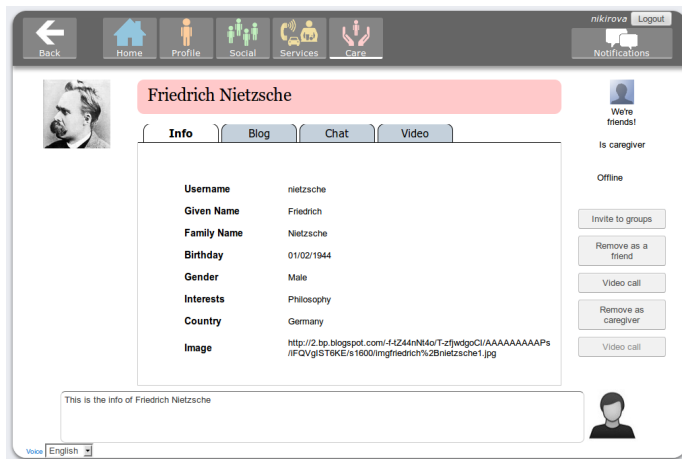 nikirova Logout
Back Home Profile Social Services Care Notifications
Friedrich Nietzsche
We're
friends!
Info Blog Chat Video
Is caregiver
Offline
Username nietzsche
Given Name Friedrich
Family Name Nietzsche
Birthday 01/02/1944
Gender Male
Interests Philosophy
Country Germany
Image http://2.bp.blogspot.com/-f-tZ44nNt4o/T-zfjwdgoCI/AAAAAAAAAPs
/iFQVgIST6KE/s1600/imgfriedrich%2Bnietzsche1.jpg
Invite to groups
Remove as a
friend
Video call
Remove as
caregiver
Video call
This is the info of Friedrich Nietzsche
Voice English